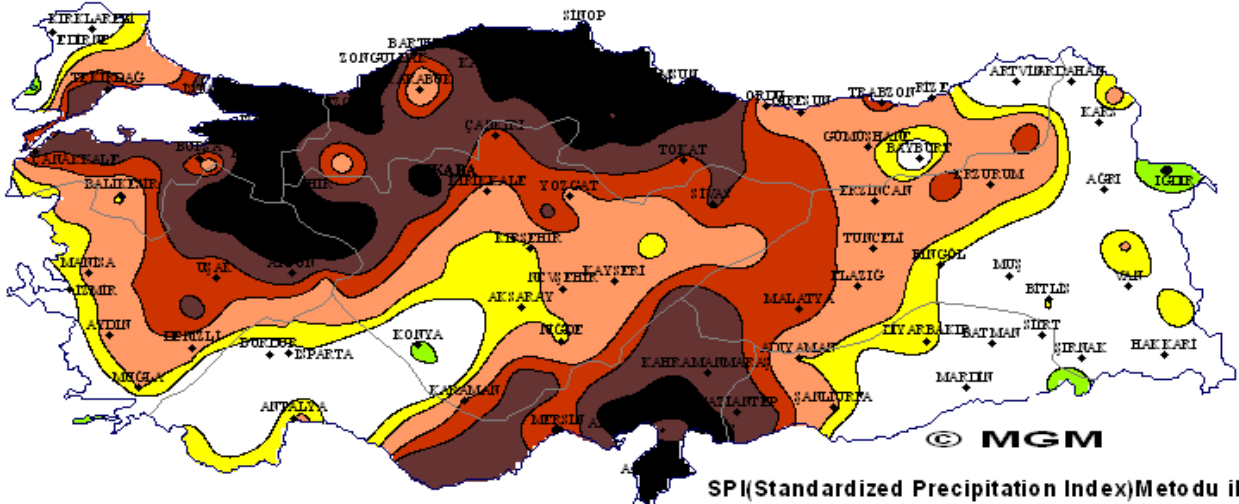 KIRKLARELİ
EDİRNE
TEKİRDAĞ
SİNOP
ZONGULDAK
ORDU
GİRESUN
TRABZON
RİZE
ARTVİN
ARDAHAN
KARS
ÇANKIRI
ÇANAKKALE
BURSA
BALIKESİR
TOKAT
GÜMÜŞHANE
BAYBURT
KIRIKKALE
YOZGAT
SİVAS
ERZİNCAN
ERZURUM
AĞRI
IĞDIR
KIRŞEHİR
TUNCELİ
BİNGÖL
MUŞ
MANİSA
UŞAK
AFYON
NEVŞEHİR
KAYSERİ
ELAZIĞ
VAN
İZMİR
AKSARAY
MALATYA
BİTLİS
AYDIN
DENİZLİ
BURDUR
ISPARTA
KONYA
NİĞDE
ADIYAMAN
DİYARBAKIR
BATMAN
SİİRT
ŞIRNAK
HAKKARİ
MUĞLA
KARAMAN
KAHRAMANMARAŞ
MARDİN
ANTALYA
MERSİN
GAZİANTEP
ŞANLIURFA
© MGM
SPI(Standardized Precipitation Index)Metodu il